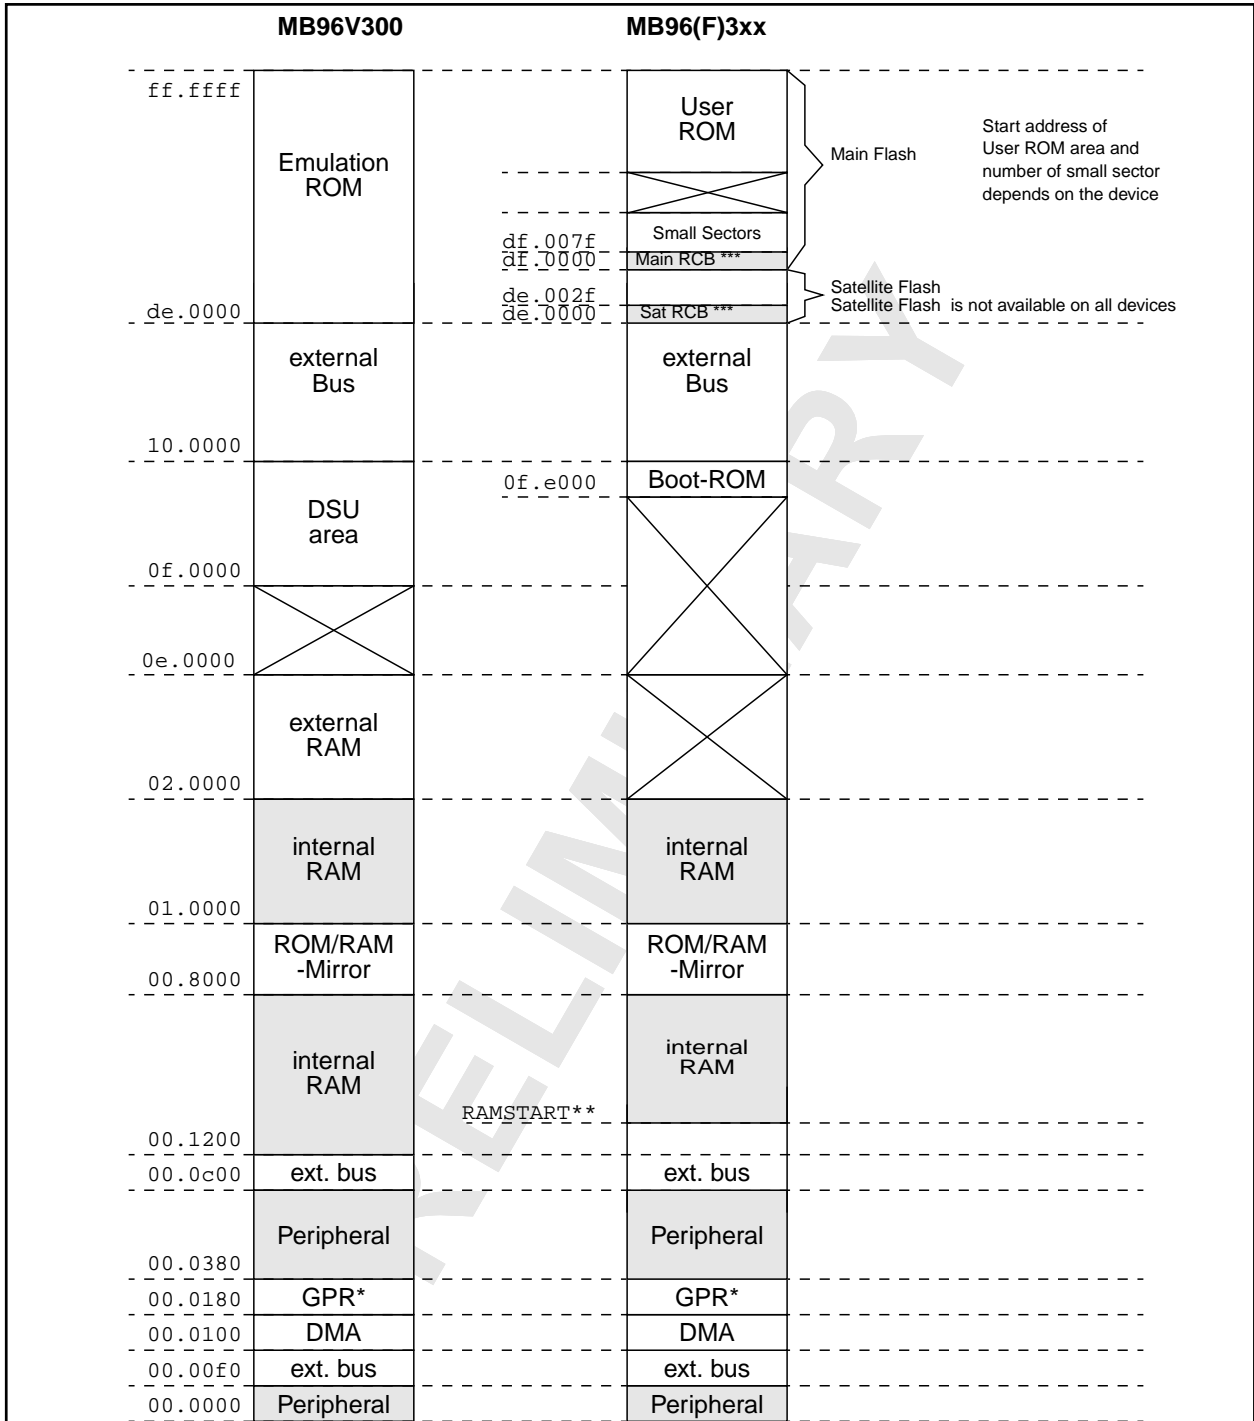 MB96V300 MB96(F)3xx
ff.ffff
User
ROM
Start address of
User ROM area and
number of small sector
depends on the device
Main Flash
Emulation
ROM
Small Sectors
df.007f
df.0000 Main RCB ***
de.002f
Satellite Flash
Satellite Flash is not available on all devices
de.0000 de.0000 Sat RCB ***
external
Bus
external
Bus
10.0000
0f.e000 Boot-ROM
DSU
area
0f.0000
0e.0000
external
RAM
02.0000
internal
RAM
internal
RAM
01.0000
ROM/RAM
-Mirror
ROM/RAM
-Mirror
00.8000
internal
RAM
internal
RAM
RAMSTART**
00.1200
00.0c00 ext. bus ext. bus
Peripheral Peripheral
00.0380
00.0180 GPR* GPR*
00.0100 DMA DMA
00.00f0 ext. bus ext. bus
00.0000 Peripheral Peripheral